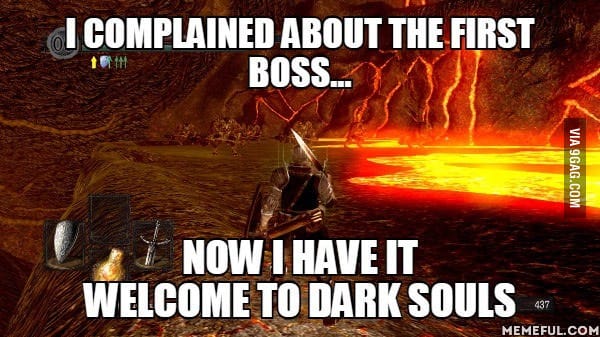 I COMPLAINED ABOUT THE FIRST
BOSS...
VIA 9GAG.COM
NOW I HAVE IT
WELCOME TO DARK SOULS
437
MEMEFUL.COM